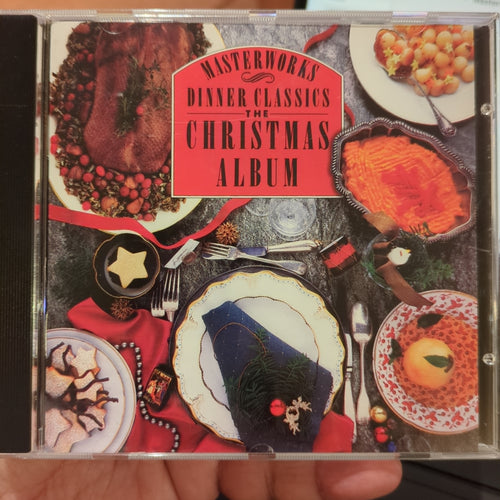 MASTERWORKS
DINNER CLASSICS
THE
CHRISTMAS
ALBUM